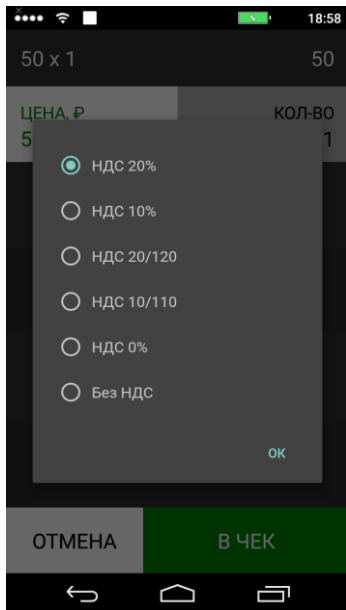 18:58
50 x 1 50
ЦЕНА, ₽ КОЛ-ВО
5 1
НДС 20%
НДС 10%
НДС 20/120
НДС 10/110
НДС 0%
Без НДС
ОК
ОТМЕНА В ЧЕК